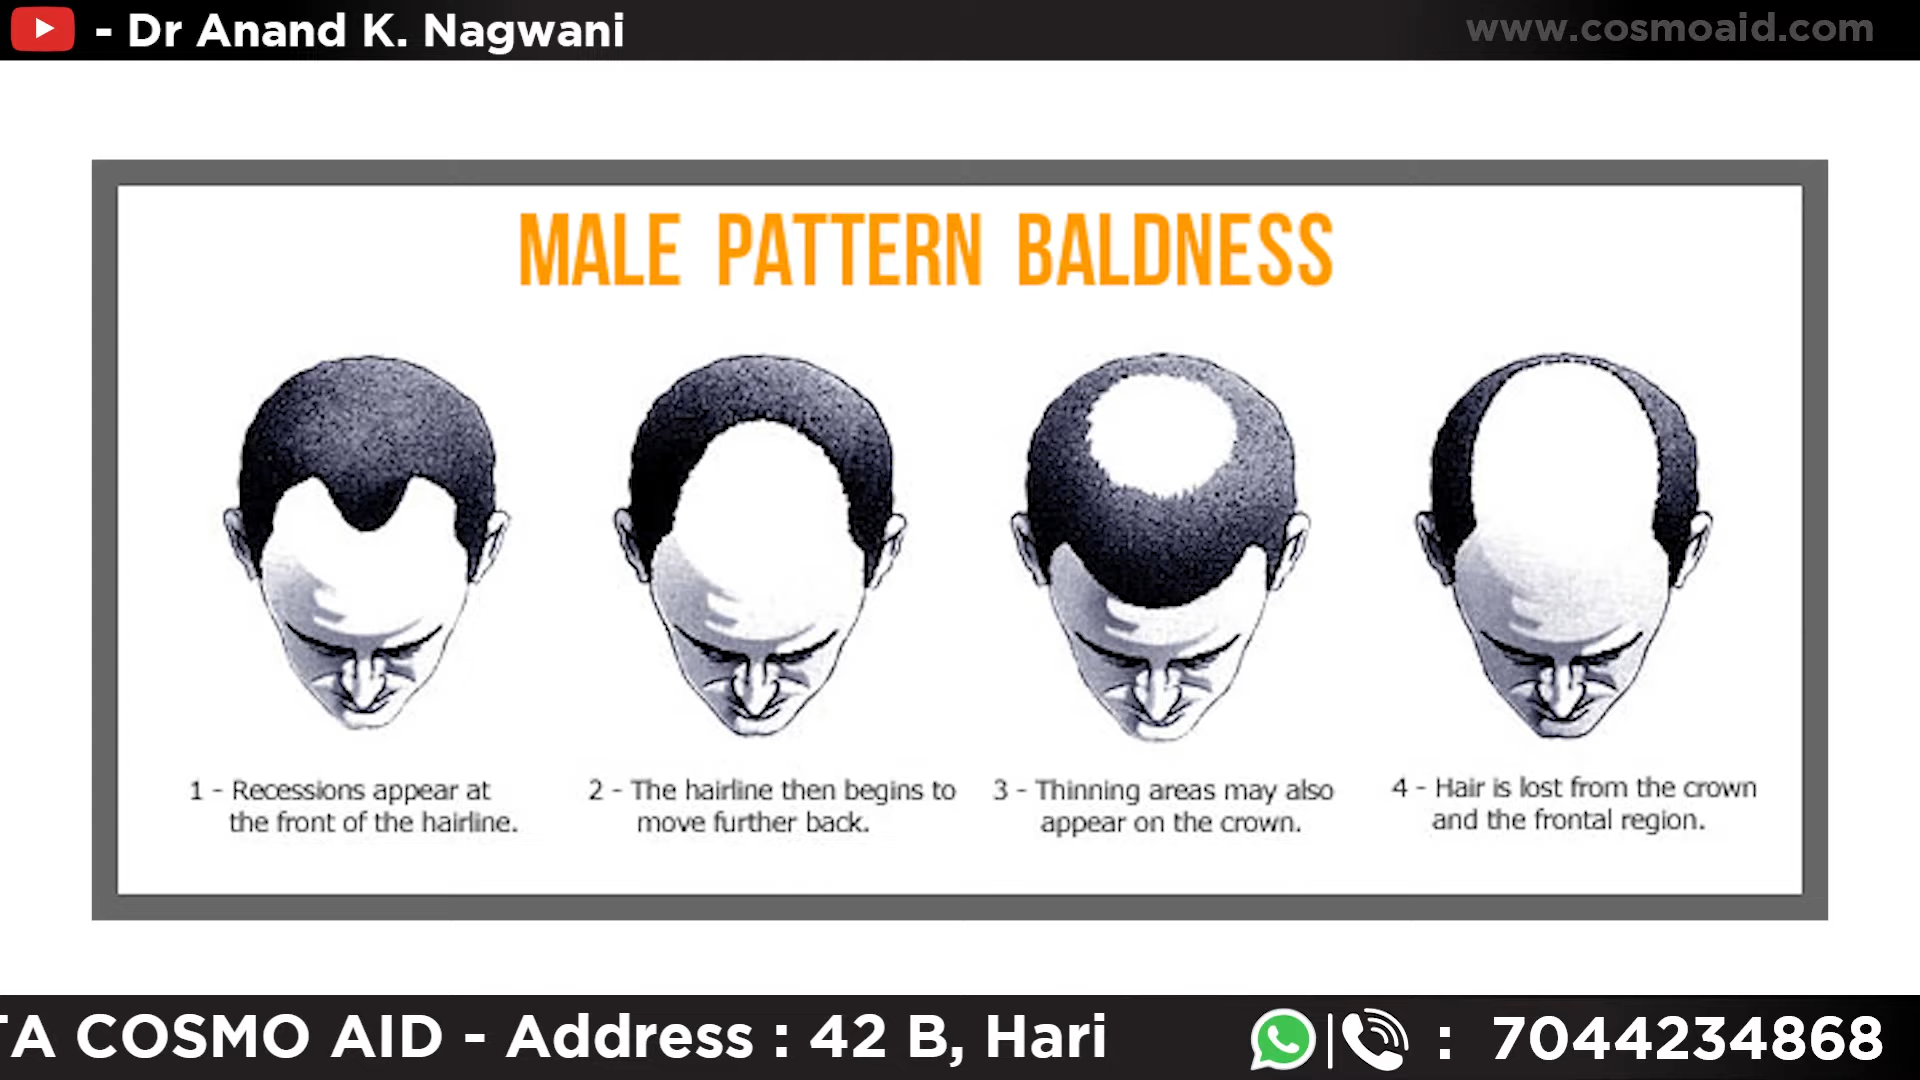 - Dr Anand K. Nagwani
www.cosmoaid.com
MALE PATTERN BALDNESS
1 - Recessions appear at
the front of the hairline.
2 - The hairline then begins to
move further back.
3 - Thinning areas may also
appear on the crown.
4 - Hair is lost from the crown
and the frontal region.
TA COSMO AID - Address : 42 B, Hari
: 7044234868